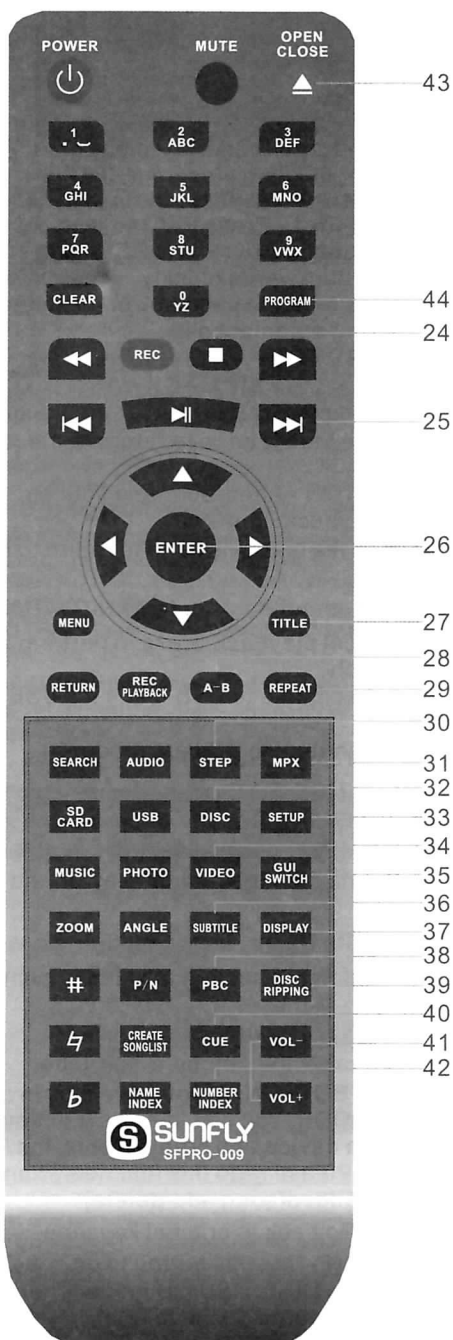 POWER MUTE OPEN
CLOSE
43
1 2 3
. ⎵ ABC DEF
4 5 6
GHI JKL MNO
7 8 9
PQR STU VWX
CLEAR 0 PROGRAM 44
YZ
24
REC
25
ENTER 26
MENU TITLE 27
28
RETURN REC A-B REPEAT 29
PLAYBACK
30
SEARCH AUDIO STEP MPX 31
32
SD USB DISC SETUP 33
CARD
34
MUSIC PHOTO VIDEO GUI 35
SWITCH
36
ZOOM ANGLE SUBTITLE DISPLAY 37
38
# P/N PBC DISC 39
RIPPING
40
♮ CREATE CUE VOL- 41
SONGLIST
42
♭ NAME NUMBER VOL+
INDEX INDEX
S SUNFLY
SFPRO-009